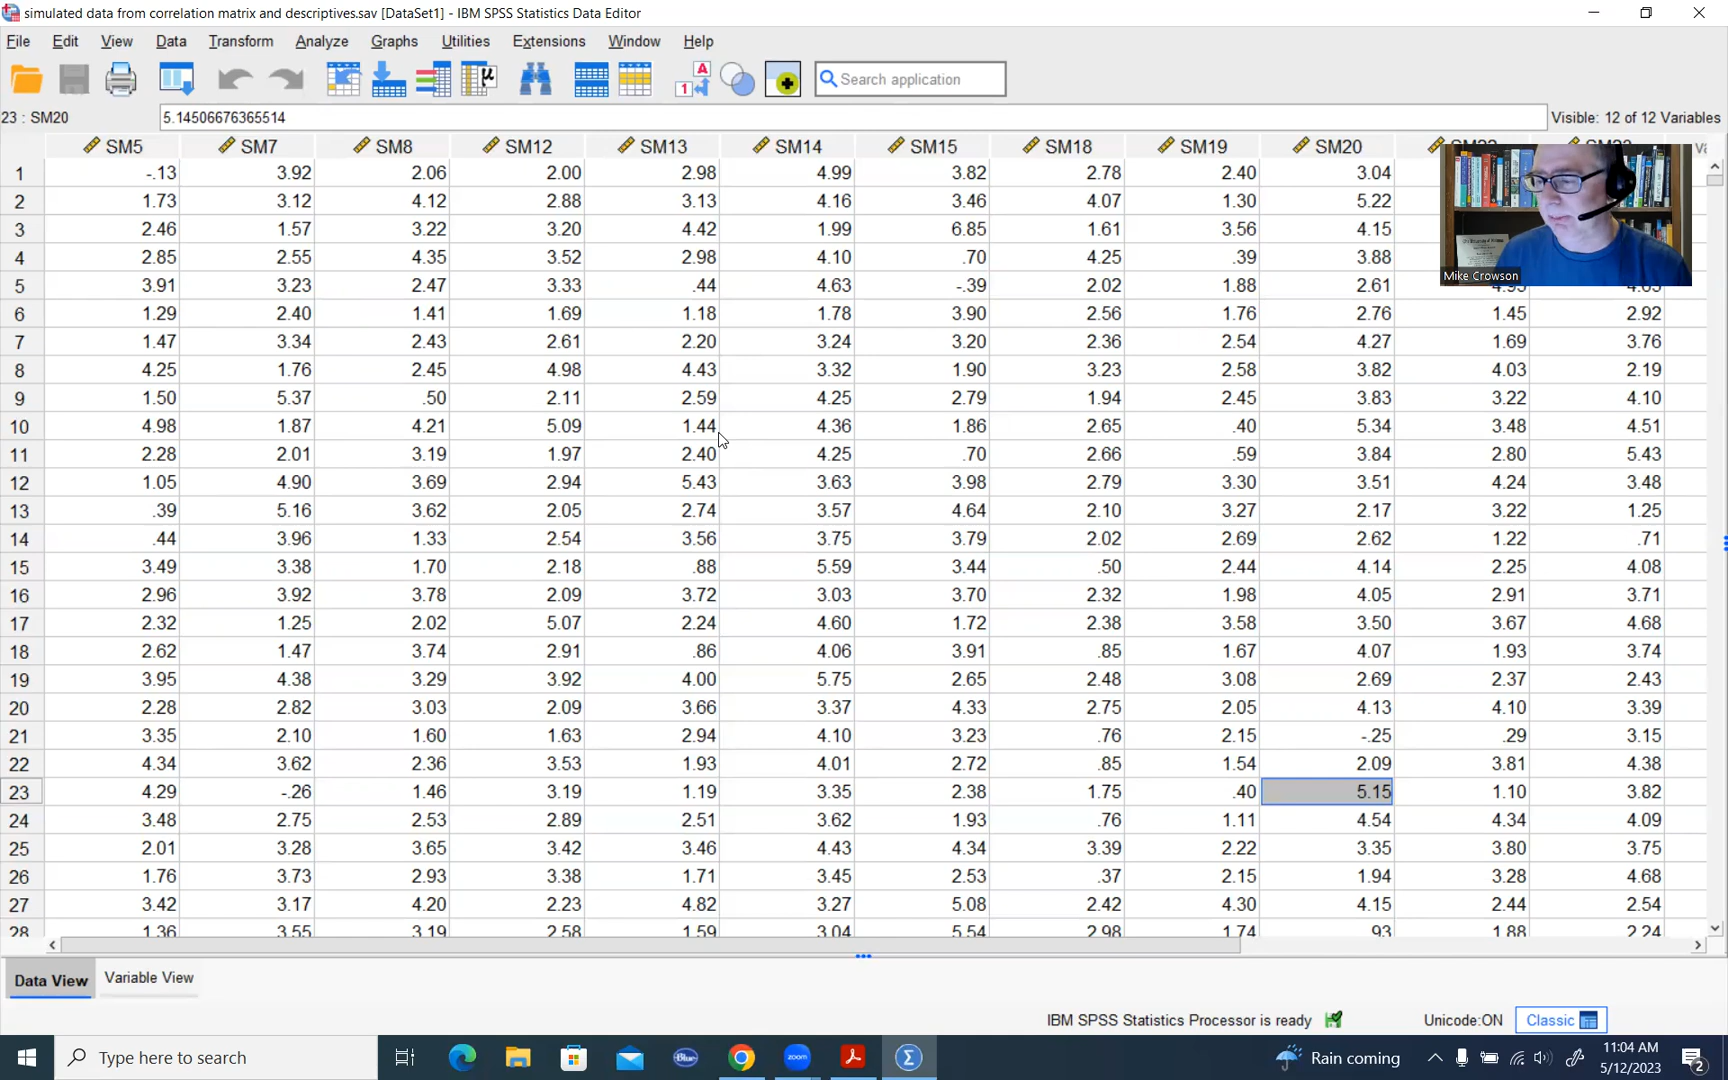 simulated data from correlation matrix and descriptives.sav [DataSet1] - IBM SPSS Statistics Data Editor
File Edit View Data Transform Analyze Graphs Utilities Extensions Window Help
Search application
23 : SM20 5.14506676365514 Visible: 12 of 12 Variables
SM5 SM7 SM8 SM12 SM13 SM14 SM15 SM18 SM19 SM20
1 -.13 3.92 2.06 2.00 2.98 4.99 3.82 2.78 2.40 3.04
2 1.73 3.12 4.12 2.88 3.13 4.16 3.46 4.07 1.30 5.22
3 2.46 1.57 3.22 3.20 4.42 1.99 6.85 1.61 3.56 4.15
4 2.85 2.55 4.35 3.52 2.98 4.10 .70 4.25 .39 3.88
Mike Crowson
5 3.91 3.23 2.47 3.33 .44 4.63 -.39 2.02 1.88 2.61
6 1.29 2.40 1.41 1.69 1.18 1.78 3.90 2.56 1.76 2.76 1.45 2.92
7 1.47 3.34 2.43 2.61 2.20 3.24 3.20 2.36 2.54 4.27 1.69 3.76
8 4.25 1.76 2.45 4.98 4.43 3.32 1.90 3.23 2.58 3.82 4.03 2.19
9 1.50 5.37 .50 2.11 2.59 4.25 2.79 1.94 2.45 3.83 3.22 4.10
10 4.98 1.87 4.21 5.09 1.44 4.36 1.86 2.65 .40 5.34 3.48 4.51
11 2.28 2.01 3.19 1.97 2.40 4.25 .70 2.66 .59 3.84 2.80 5.43
12 1.05 4.90 3.69 2.94 5.43 3.63 3.98 2.79 3.30 3.51 4.24 3.48
13 .39 5.16 3.62 2.05 2.74 3.57 4.64 2.10 3.27 2.17 3.22 1.25
14 .44 3.96 1.33 2.54 3.56 3.75 3.79 2.02 2.69 2.62 1.22 .71
15 3.49 3.38 1.70 2.18 .88 5.59 3.44 .50 2.44 4.14 2.25 4.08
16 2.96 3.92 3.78 2.09 3.72 3.03 3.70 2.32 1.98 4.05 2.91 3.71
17 2.32 1.25 2.02 5.07 2.24 4.60 1.72 2.38 3.58 3.50 3.67 4.68
18 2.62 1.47 3.74 2.91 .86 4.06 3.91 .85 1.67 4.07 1.93 3.74
19 3.95 4.38 3.29 3.92 4.00 5.75 2.65 2.48 3.08 2.69 2.37 2.43
20 2.28 2.82 3.03 2.09 3.66 3.37 4.33 2.75 2.05 4.13 4.10 3.39
21 3.35 2.10 1.60 1.63 2.94 4.10 3.23 .76 2.15 -.25 .29 3.15
22 4.34 3.62 2.36 3.53 1.93 4.01 2.72 .85 1.54 2.09 3.81 4.38
23 4.29 -.26 1.46 3.19 1.19 3.35 2.38 1.75 .40 5.15 1.10 3.82
24 3.48 2.75 2.53 2.89 2.51 3.62 1.93 .76 1.11 4.54 4.34 4.09
25 2.01 3.28 3.65 3.42 3.46 4.43 4.34 3.39 2.22 3.35 3.80 3.75
26 1.76 3.73 2.93 3.38 1.71 3.45 2.53 .37 2.15 1.94 3.28 4.68
27 3.42 3.17 4.20 2.23 4.82 3.27 5.08 2.42 4.30 4.15 2.44 2.54
28 1.36 3.55 3.19 2.58 1.59 3.04 5.54 2.98 1.74 93 1.88 2.24
Data View Variable View
IBM SPSS Statistics Processor is ready Unicode:ON Classic
Type here to search Blue zoom Rain coming 11:04 AM
5/12/2023 2